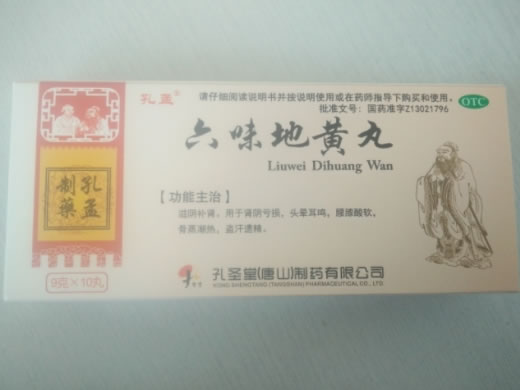 孔孟®
请仔细阅读说明书并按说明使用或在药师指导下购买和使用。
批准文号：国药准字Z13021796
OTC
六味地黄丸
Liuwei Dihuang Wan
孔孟
制藥
【功能主治】
滋阴补肾。用于肾阴亏损，头晕耳鸣，腰膝酸软，
骨蒸潮热，盗汗遗精。
9克×10丸
孔圣堂(唐山)制药有限公司
KONG SHENGTANG (TANGSHAN) PHARMACEUTICAL CO., LTD.